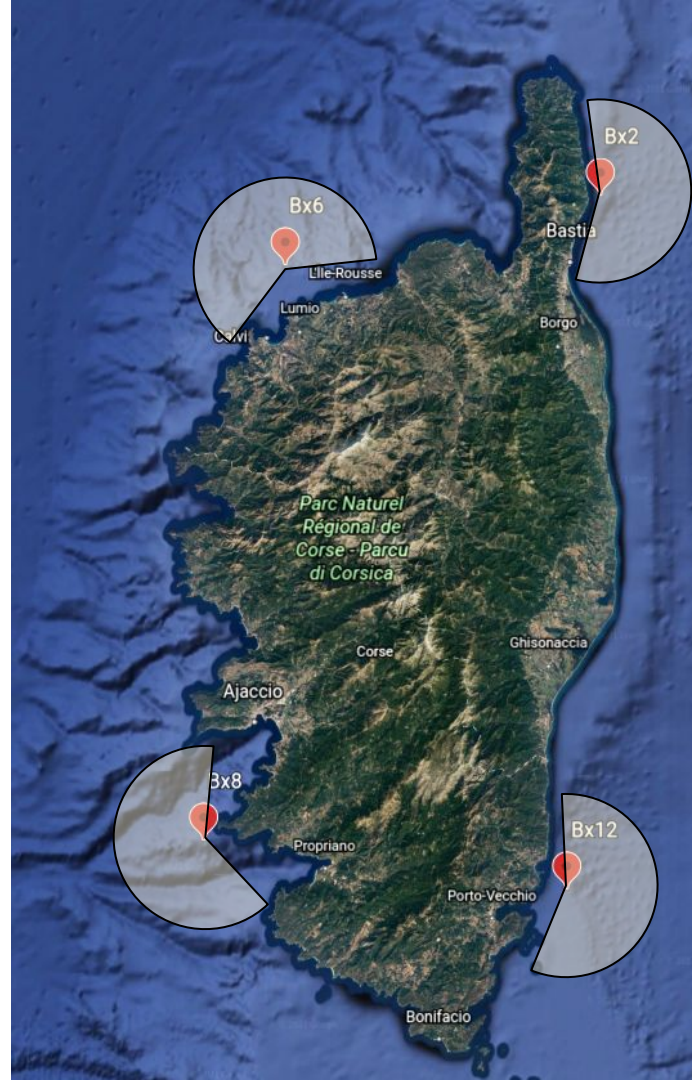 Bx2
Bx6
Bastia
L'Île-Rousse
Lumio
Calvi
Borgo
Parc Naturel
Régional de
Corse - Parcu
di Corsica
Ghisonaccia
Corse
Ajaccio
Bx8
Bx12
Propriano
Porto-Vecchio
Bonifacio